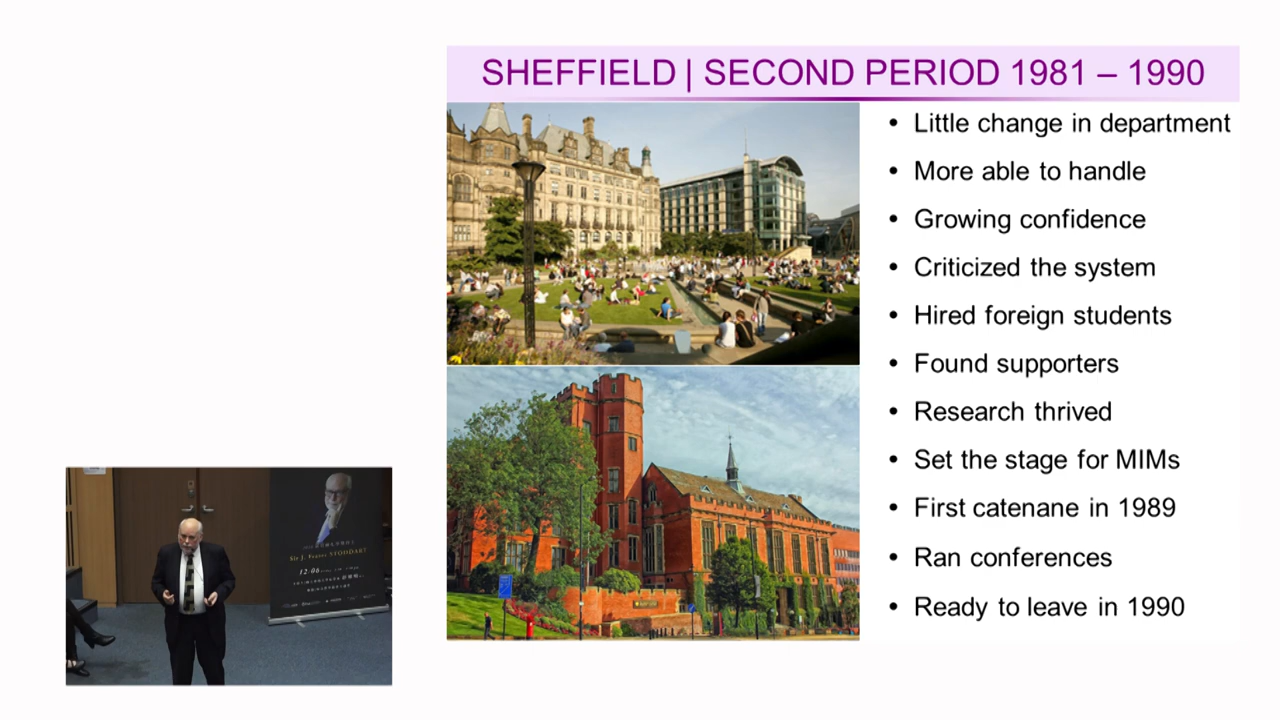 SHEFFIELD | SECOND PERIOD 1981 – 1990
• Little change in department
• More able to handle
• Growing confidence
• Criticized the system
• Hired foreign students
• Found supporters
• Research thrived
• Set the stage for MIMs
• First catenane in 1989
• Ran conferences
• Ready to leave in 1990
Sir J. Fraser STODDART
12.06